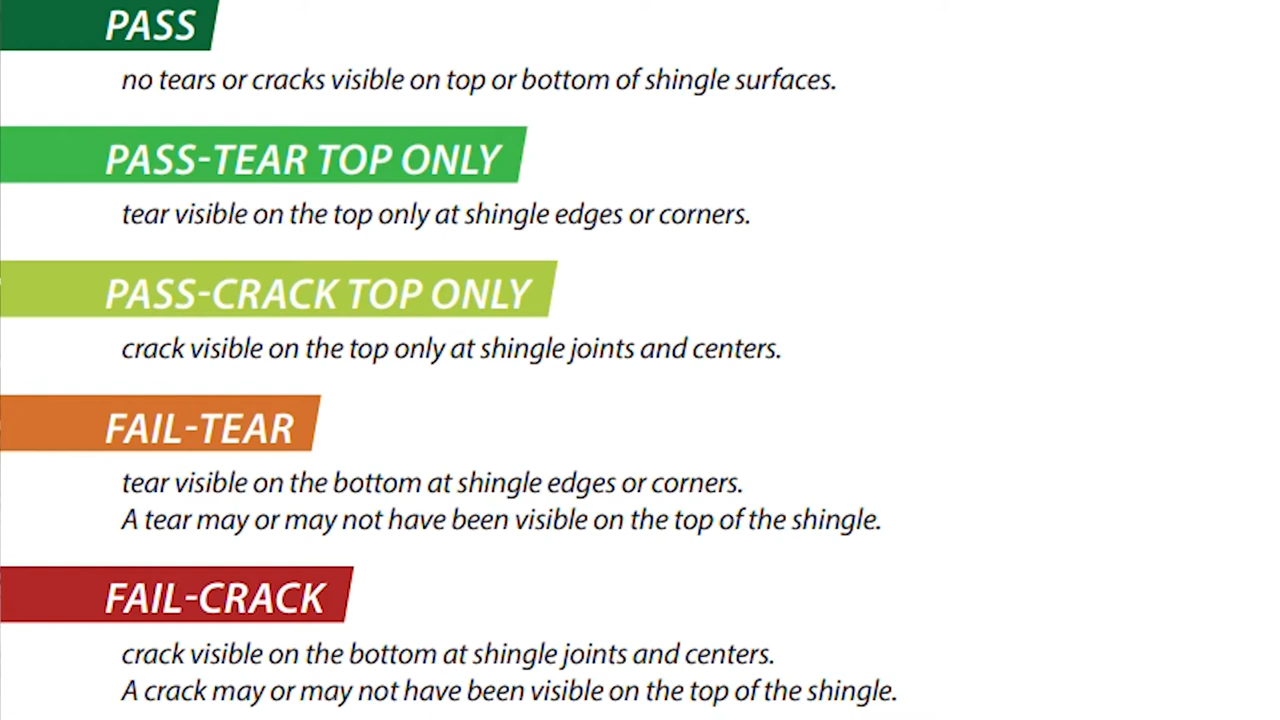 PASS
no tears or cracks visible on top or bottom of shingle surfaces.
PASS-TEAR TOP ONLY
tear visible on the top only at shingle edges or corners.
PASS-CRACK TOP ONLY
crack visible on the top only at shingle joints and centers.
FAIL-TEAR
tear visible on the bottom at shingle edges or corners.
A tear may or may not have been visible on the top of the shingle.
FAIL-CRACK
crack visible on the bottom at shingle joints and centers.
A crack may or may not have been visible on the top of the shingle.